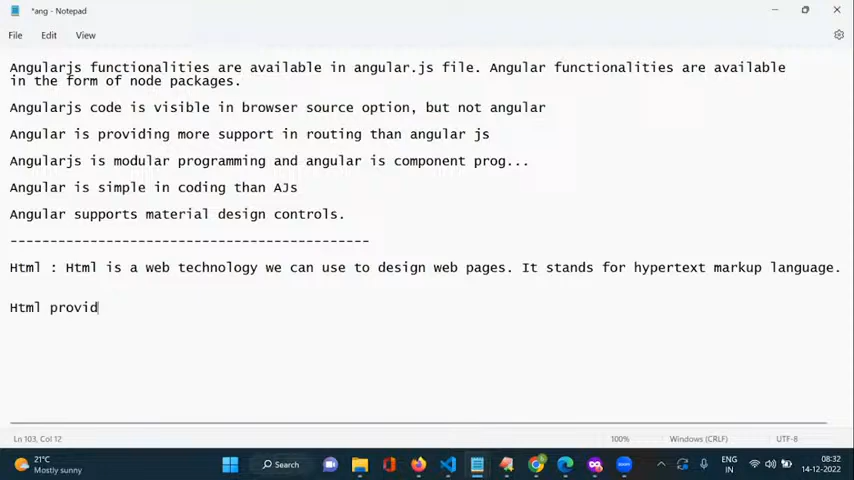 *ang - Notepad
File Edit View
Angularjs functionalities are available in angular.js file. Angular functionalities are available
in the form of node packages.
Angularjs code is visible in browser source option, but not angular
Angular is providing more support in routing than angular js
Angularjs is modular programming and angular is component prog...
Angular is simple in coding than AJs
Angular supports material design controls.
---------------------------------------------
Html : Html is a web technology we can use to design web pages. It stands for hypertext markup language.
Html provid
Ln 103, Col 12 100% Windows (CRLF) UTF-8
21°C
Mostly sunny
Search
ENG
IN
08:32
14-12-2022